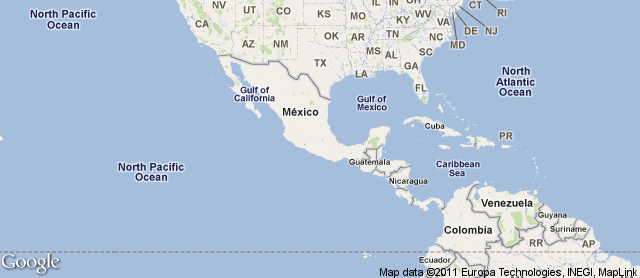 North Pacific
Ocean
NV
UT
CO
KS
MO
IL
IN
WV
KY
VA
CT
RI
NJ
DE
MD
CA
AZ
NM
OK
AR
TN
NC
SC
MS
AL
GA
TX
LA
FL
North
Atlantic
Ocean
Gulf of
California
México
Gulf of
Mexico
Cuba
PR
North Pacific
Ocean
Guatemala
Caribbean
Sea
Nicaragua
Venezuela
Guyana
Colombia
Suriname
RR
AP
Ecuador
Google
Map data ©2011 Europa Technologies, INEGI, MapLink